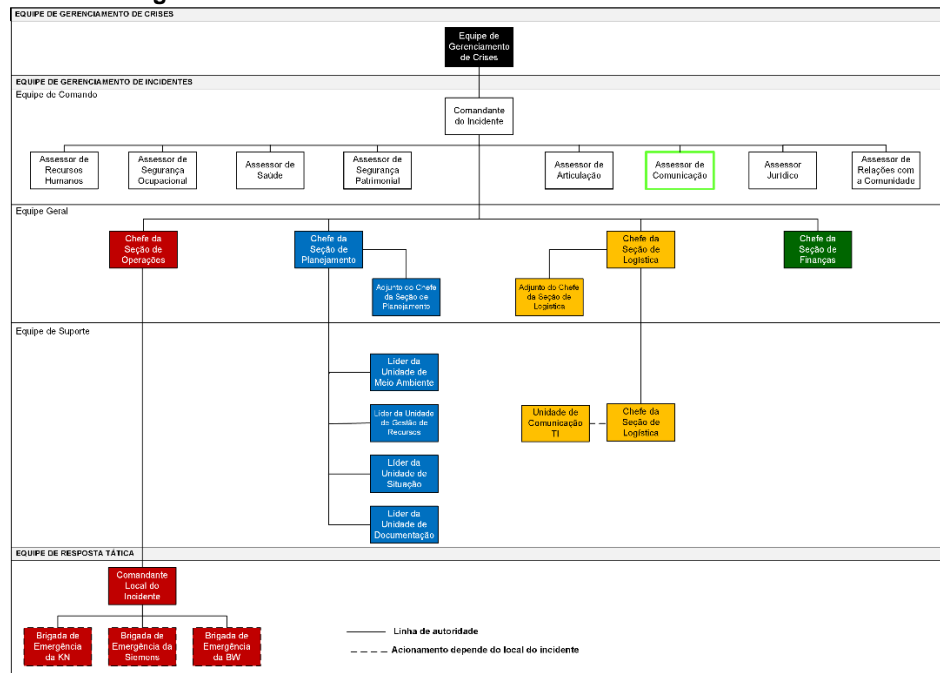 EQUIPE DE GERENCIAMENTO DE CRISES
Equipe de
Gerenciamento
de Crises
EQUIPE DE GERENCIAMENTO DE INCIDENTES
Equipe de Comando
Comandante
do Incidente
Assessor de
Recursos
Humanos
Assessor de
Segurança
Ocupacional
Assessor de
Saúde
Assessor de
Segurança
Patrimonial
Assessor de
Articulação
Assessor de
Comunicação
Assessor
Jurídico
Assessor de
Relações com
a Comunidade
Equipe Geral
Chefe da
Seção de
Operações
Chefe da
Seção de
Planejamento
Chefe da
Seção de
Logística
Chefe da
Seção de
Finanças
Adjunto do Chefe
da Seção de
Planejamento
Adjunto do Chefe
da Seção de
Logística
Equipe de Suporte
Líder da
Unidade de
Meio Ambiente
Líder da Unidade
de Gestão de
Recursos
Unidade de
Comunicação
TI
Chefe da
Seção de
Logística
Líder da
Unidade de
Situação
Líder da
Unidade de
Documentação
EQUIPE DE RESPOSTA TÁTICA
Comandante
Local do
Incidente
Brigada de
Emergência
da KN
Brigada de
Emergência da
Siemens
Brigada de
Emergência
da BW
Linha de autoridade
Acionamento depende do local do incidente